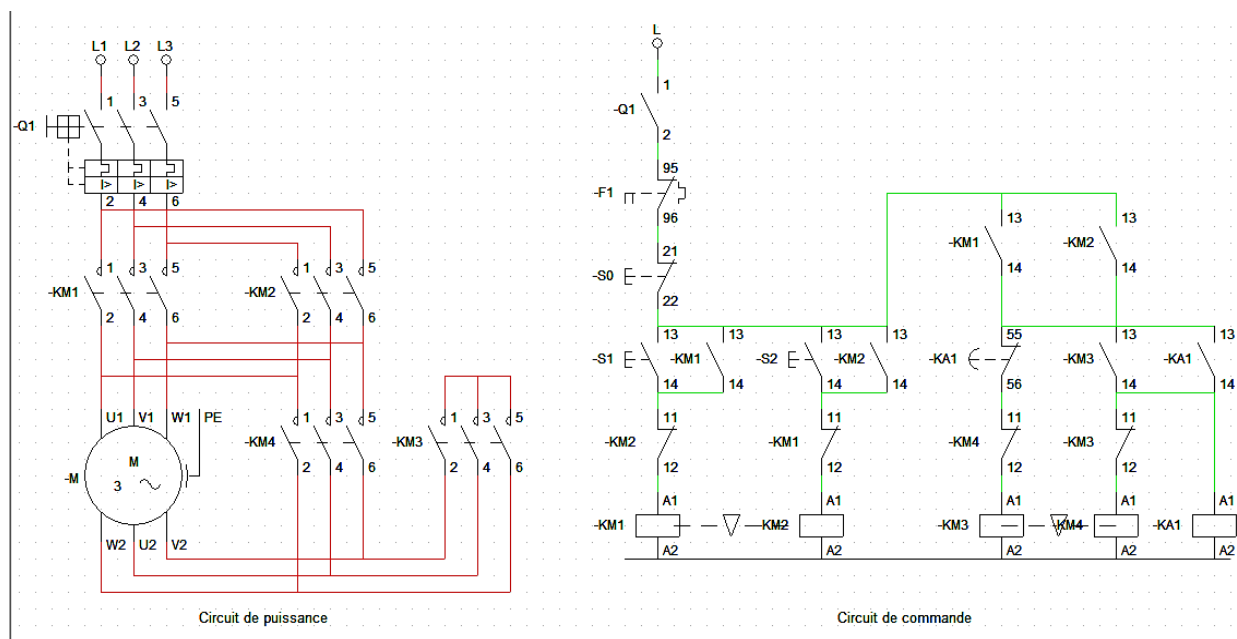 L1 L2 L3
1 3 5
-Q1
I> I> I>
2 4 6
1 3 5
-KM1
2 4 6
1 3 5
-KM2
2 4 6
U1 V1 W1 PE
-M
M
3
W2 U2 V2
1 3 5
-KM4
2 4 6
1 3 5
-KM3
2 4 6
Circuit de puissance
L
1
-Q1
2
95
-F1
96
21
-S0
22
13
-KM1
14
13
-KM2
14
13
-S1
14
13
-KM1
14
13
-S2
14
13
-KM2
14
55
-KA1
56
13
-KM3
14
13
-KA1
14
11
-KM2
12
11
-KM1
12
11
-KM4
12
11
-KM3
12
A1
-KM1
A2
A1
-KM2
A2
A1
-KM3
A2
A1
-KM4
A2
A1
-KA1
A2
Circuit de commande